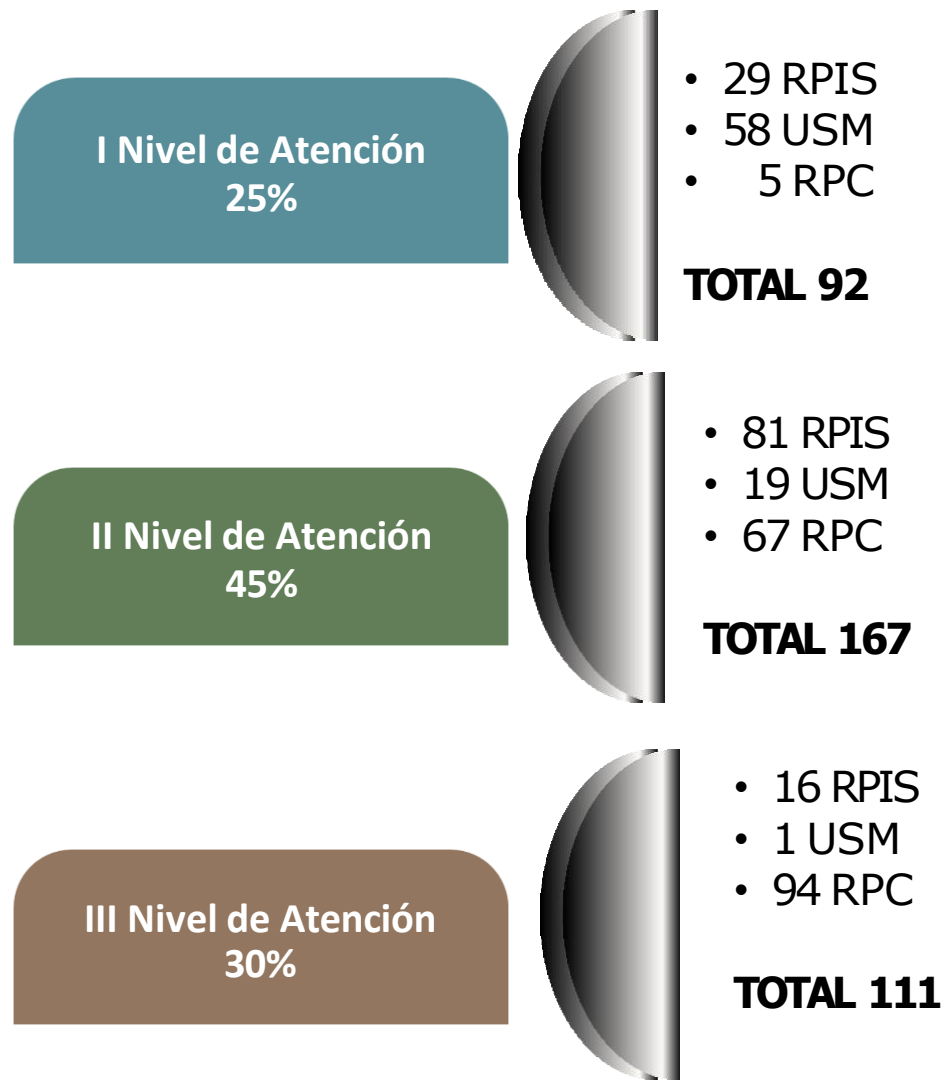 I Nivel de Atención
25%
• 29 RPIS
• 58 USM
• 5 RPC
TOTAL 92
II Nivel de Atención
45%
• 81 RPIS
• 19 USM
• 67 RPC
TOTAL 167
III Nivel de Atención
30%
• 16 RPIS
• 1 USM
• 94 RPC
TOTAL 111